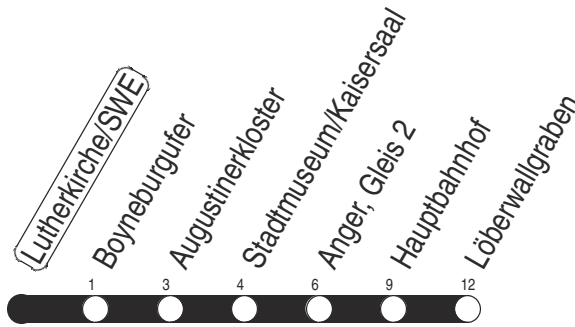 Lutherkirche/SWE
Boyneburgufer
Augustinerkloster
Stadtmuseum/Kaisersaal
Anger, Gleis 2
Hauptbahnhof
Löberwallgraben
1 3 4 6 9 12